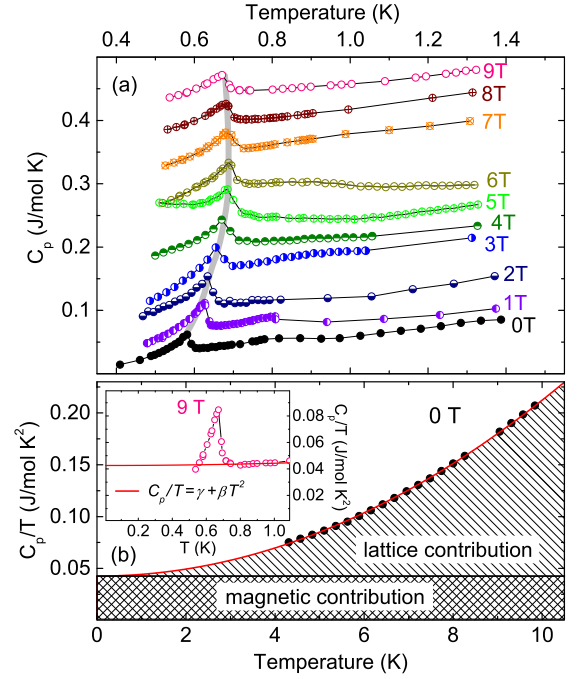 Temperature (K)
0.4 0.6 0.8 1.0 1.2 1.4
(a)
9T
8T
7T
6T
5T
4T
3T
2T
1T
0T
0.4
0.3
0.2
0.1
C_p (J/mol K)
9 T
0.08
0.06
0.04
0.02
C_p/T (J/mol K²)
C_p/T=γ+βT²
0.2 0.4 0.6 0.8 1.0
T (K)
0 T
0.20
0.15
0.10
0.05
C_p/T (J/mol K²)
(b)
lattice contribution
magnetic contribution
0 2 4 6 8 10
Temperature (K)